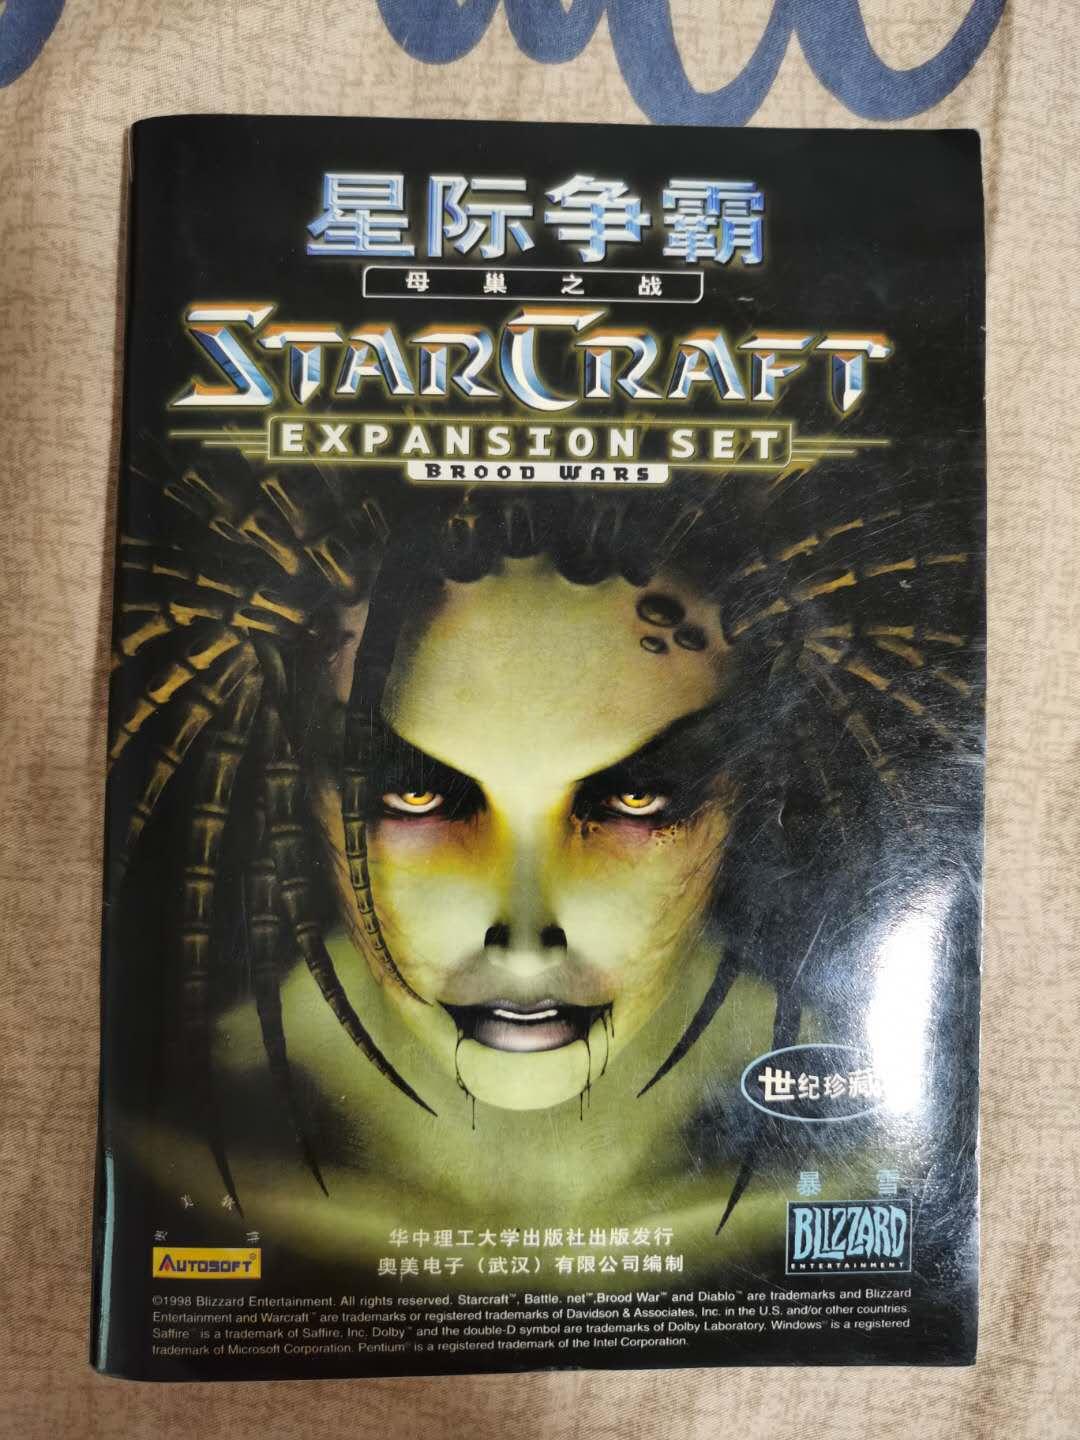 星际争霸
母巢之战
STARCRAFT
EXPANSION SET
BROOD WARS
世纪珍藏
暴雪
BLIZZARD
ENTERTAINMENT
奥美
AUTOSOFT
华中理工大学出版社出版发行
奥美电子（武汉）有限公司编制
©1998 Blizzard Entertainment. All rights reserved. Starcraft™, Battle. net™,Brood War™ and Diablo™ are trademarks and Blizzard
Entertainment and Warcraft™ are trademarks or registered trademarks of Davidson & Associates, Inc. in the U.S. and/or other countries.
Saffire™ is a trademark of Saffire, Inc. Dolby™ and the double-D symbol are trademarks of Dolby Laboratory. Windows® is a registered
trademark of Microsoft Corporation. Pentium® is a registered trademark of the Intel Corporation.